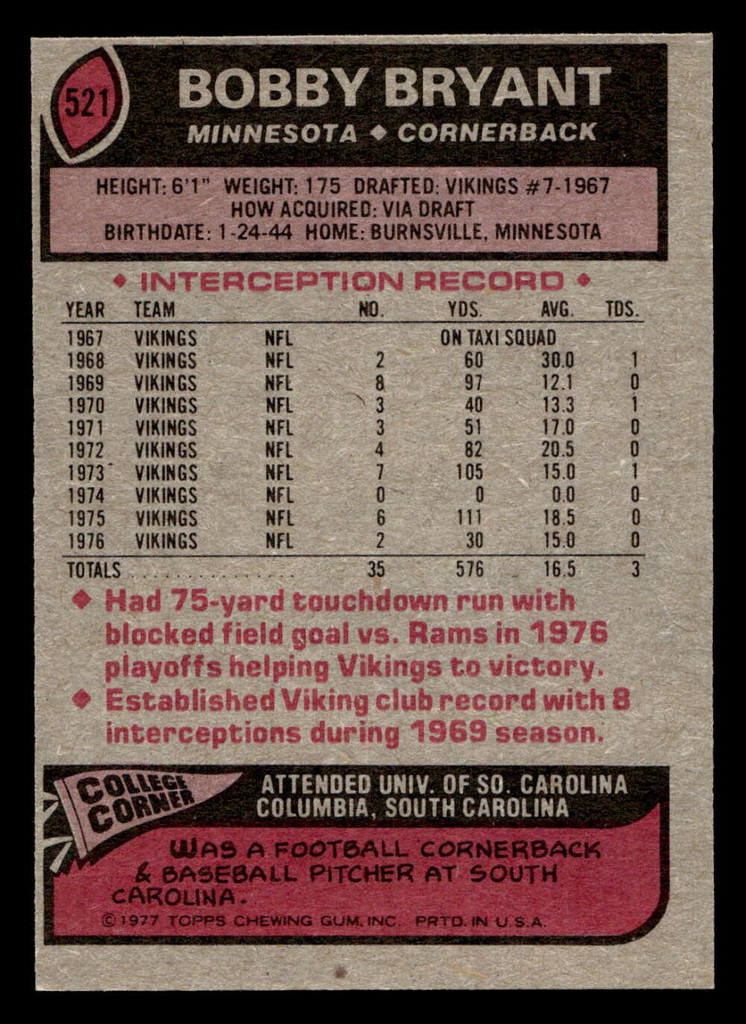 521
BOBBY BRYANT
MINNESOTA ◆ CORNERBACK
HEIGHT: 6'1" WEIGHT: 175 DRAFTED: VIKINGS #7-1967
HOW ACQUIRED: VIA DRAFT
BIRTHDATE: 1-24-44 HOME: BURNSVILLE, MINNESOTA
◆ INTERCEPTION RECORD ◆
YEAR TEAM NO. YDS. AVG. TDS.
1967 VIKINGS NFL ON TAXI SQUAD
1968 VIKINGS NFL 2 60 30.0 1
1969 VIKINGS NFL 8 97 12.1 0
1970 VIKINGS NFL 3 40 13.3 1
1971 VIKINGS NFL 3 51 17.0 0
1972 VIKINGS NFL 4 82 20.5 0
1973 VIKINGS NFL 7 105 15.0 1
1974 VIKINGS NFL 0 0 0.0 0
1975 VIKINGS NFL 6 111 18.5 0
1976 VIKINGS NFL 2 30 15.0 0
TOTALS ................ 35 576 16.5 3
◆ Had 75-yard touchdown run with
blocked field goal vs. Rams in 1976
playoffs helping Vikings to victory.
◆ Established Viking club record with 8
interceptions during 1969 season.
COLLEGE
CORNER
ATTENDED UNIV. OF SO. CAROLINA
COLUMBIA, SOUTH CAROLINA
WAS A FOOTBALL CORNERBACK
& BASEBALL PITCHER AT SOUTH
CAROLINA.
© 1977 TOPPS CHEWING GUM, INC. PRTD. IN U.S.A.